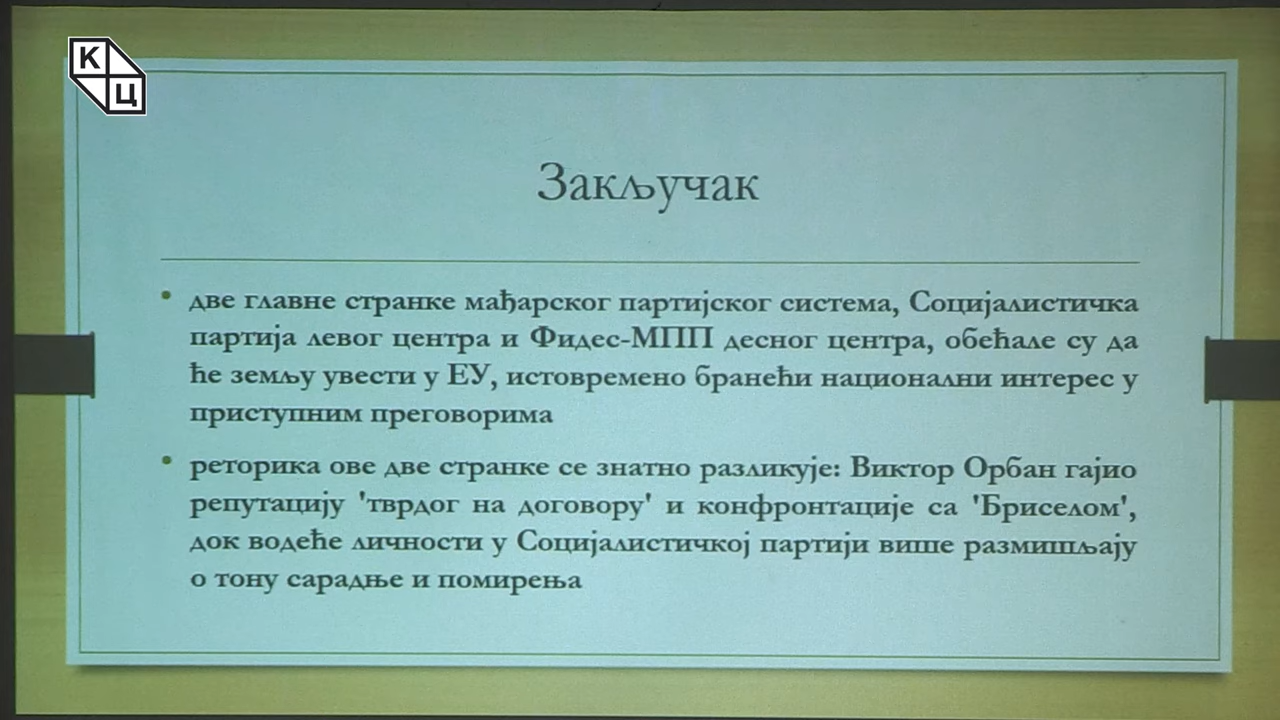 К
Ц
Закључак
• две главне странке мађарског партијског система, Социјалистичка
партија левог центра и Фидес-МПП десног центра, обећале су да
ће земљу увести у ЕУ, истовремено бранећи национални интерес у
приступним преговорима
• реторика ове две странке се знатно разликује: Виктор Орбан гајио
репутацију 'тврдог на договору' и конфронтације са 'Бриселом',
док водеће личности у Социјалистичкој партији више размишљају
о тону сарадње и помирења